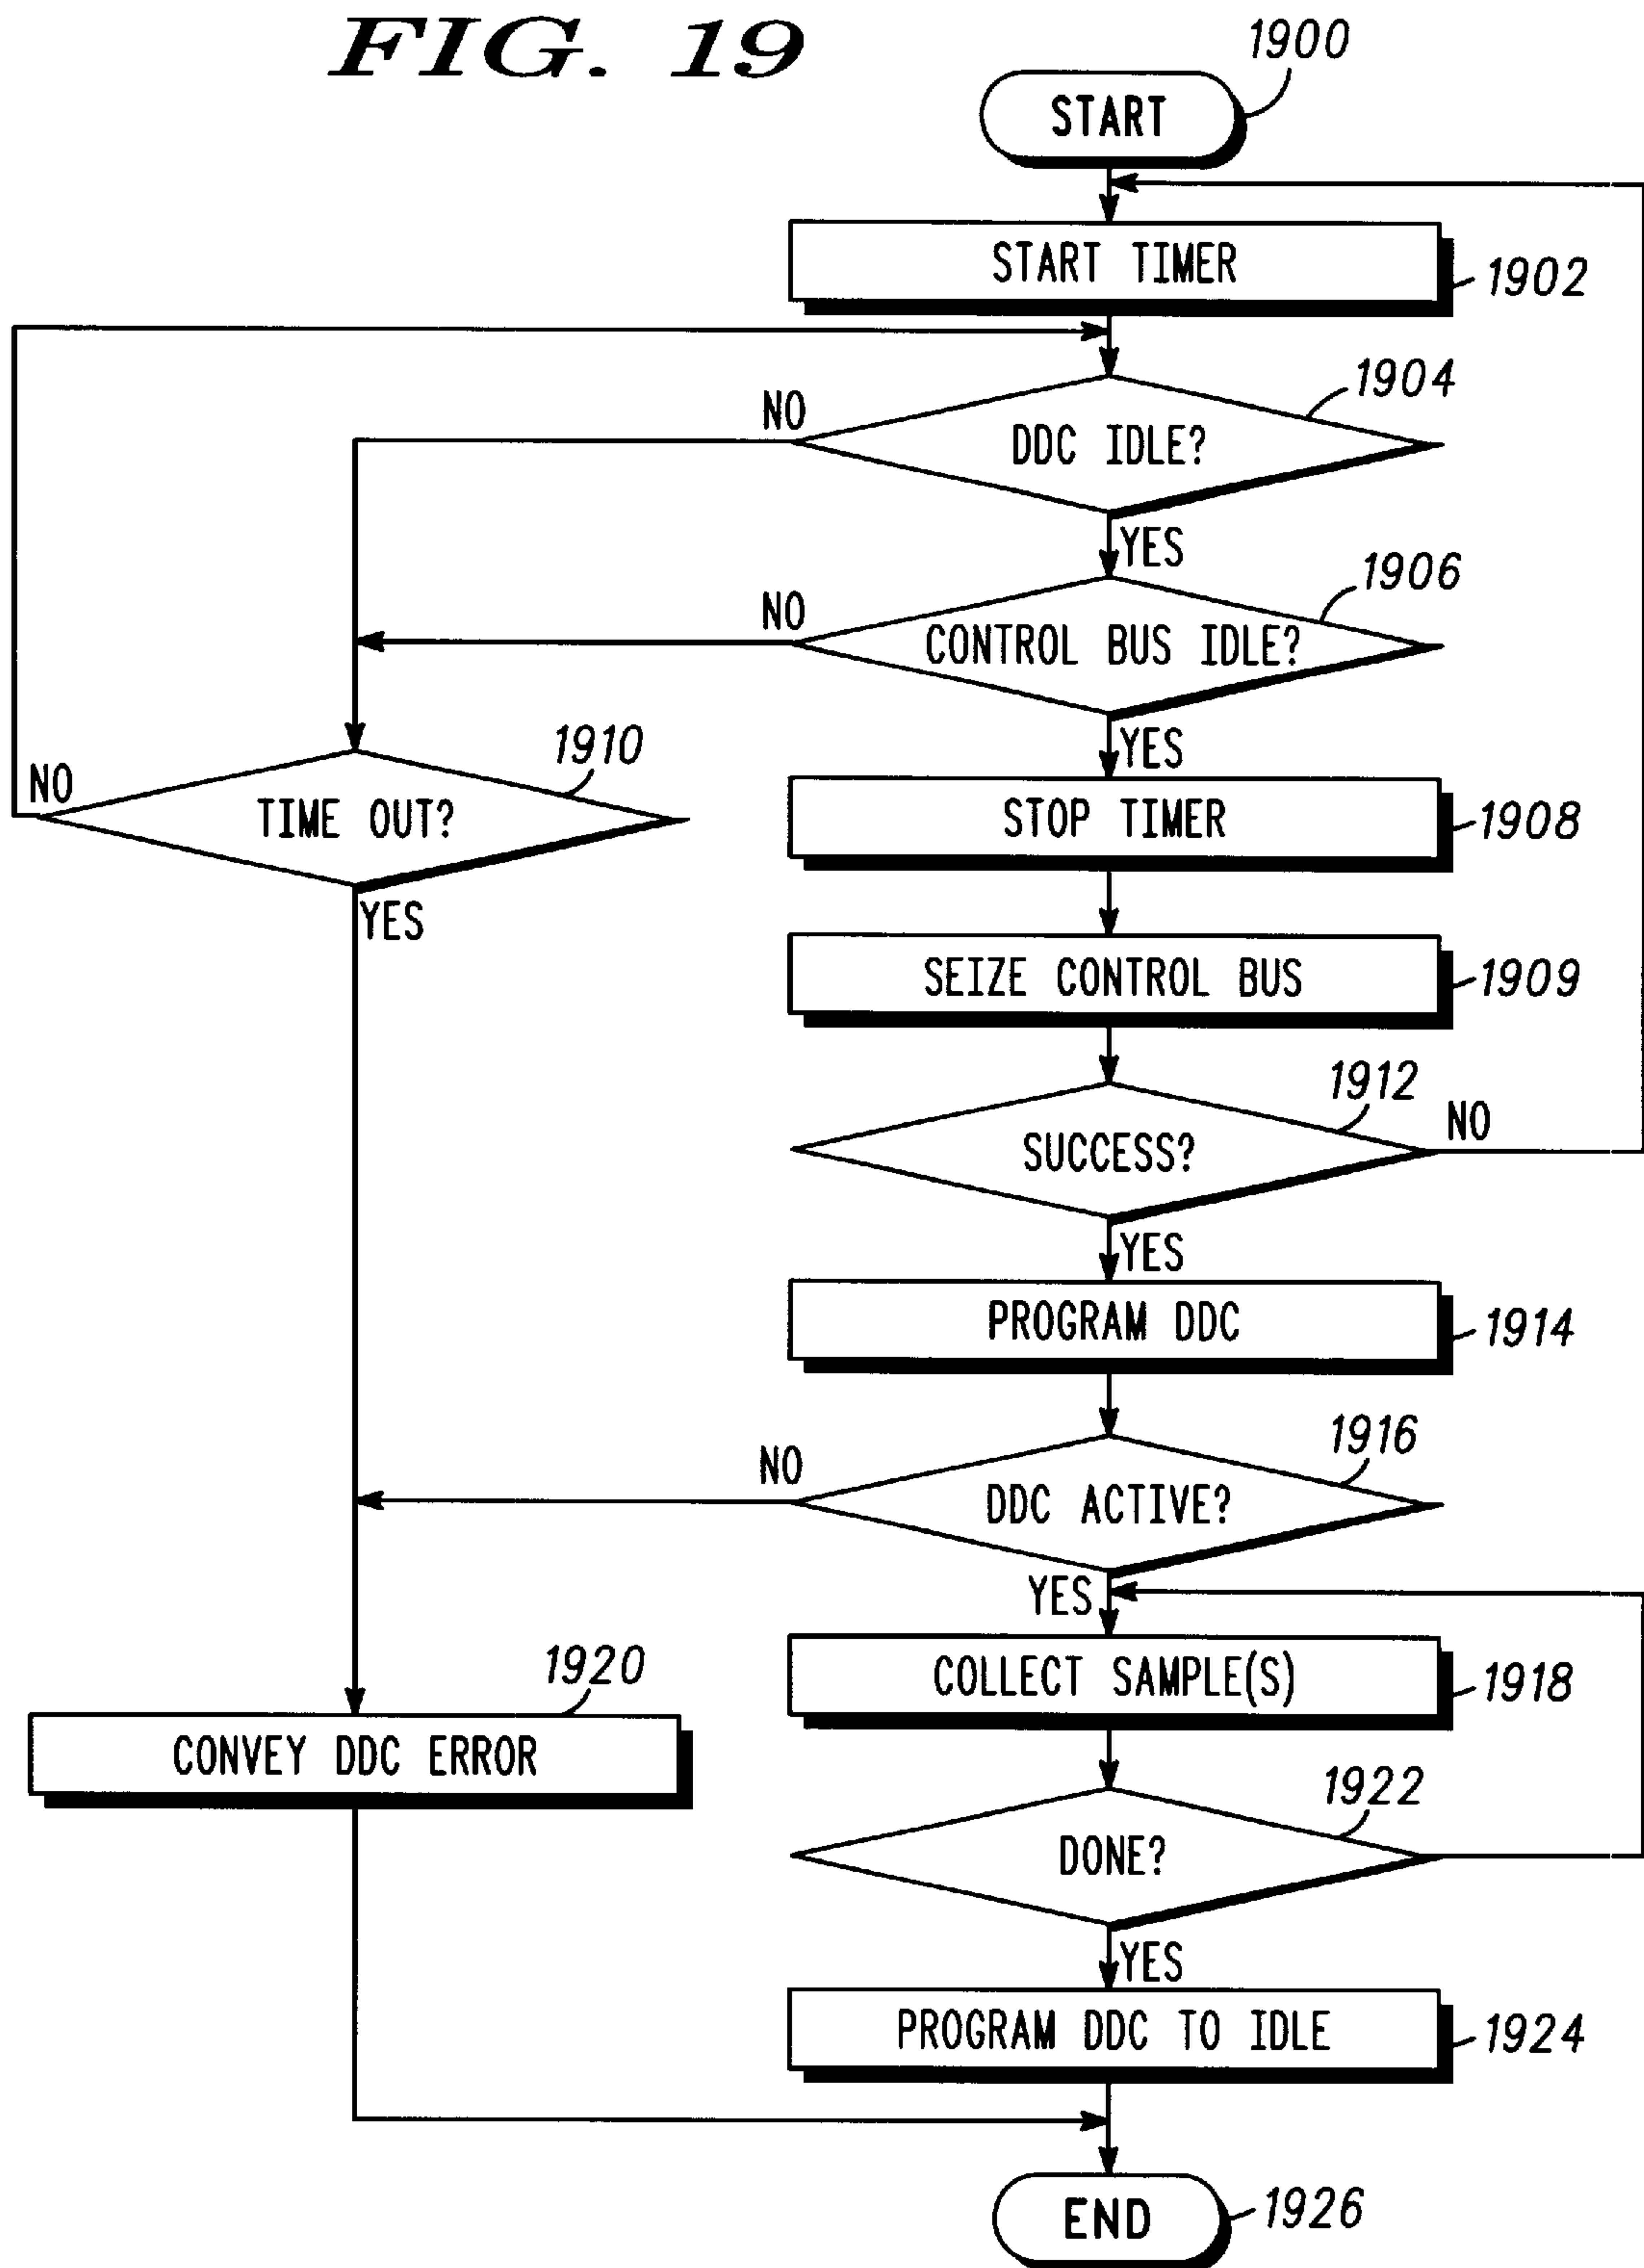 FIG. 19
1900
START
START TIMER
1902
1904
NO
DDC IDLE?
YES
1906
NO
CONTROL BUS IDLE?
YES
1910
NO
TIME OUT?
YES
STOP TIMER
1908
SEIZE CONTROL BUS
1909
1912
NO
SUCCESS?
YES
PROGRAM DDC
1914
1916
NO
DDC ACTIVE?
YES
COLLECT SAMPLE(S)
1918
1920
CONVEY DDC ERROR
1922
DONE?
YES
PROGRAM DDC TO IDLE
1924
END
1926